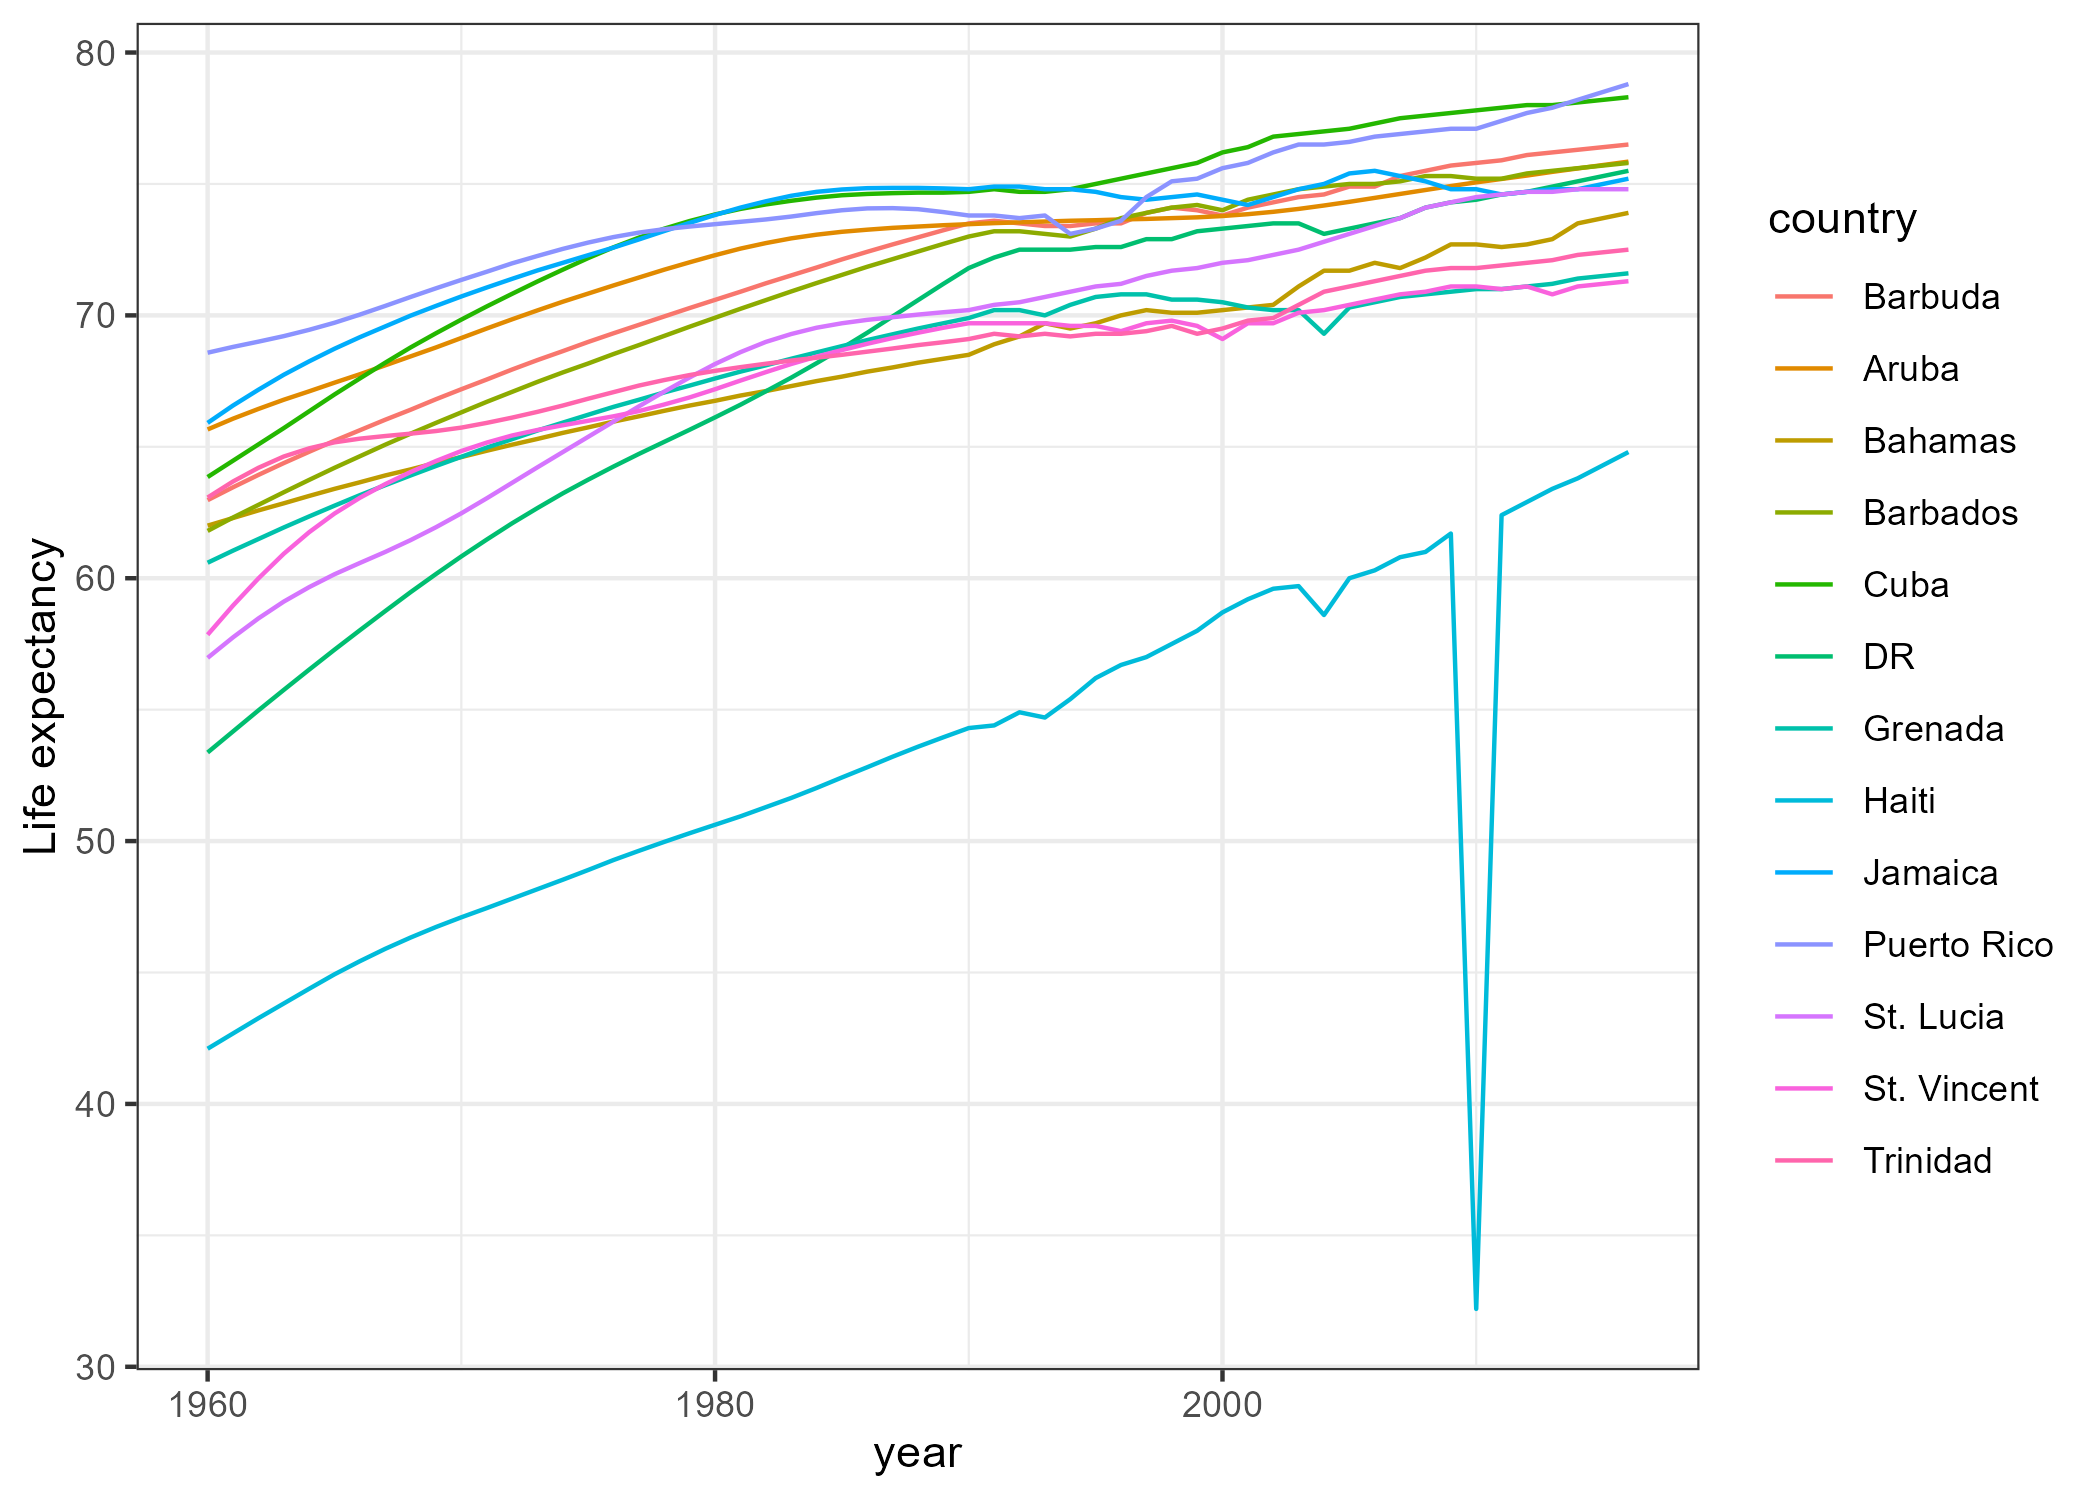 80
70
60
50
40
30
Life expectancy
1960
1980
2000
year
country
Barbuda
Aruba
Bahamas
Barbados
Cuba
DR
Grenada
Haiti
Jamaica
Puerto Rico
St. Lucia
St. Vincent
Trinidad